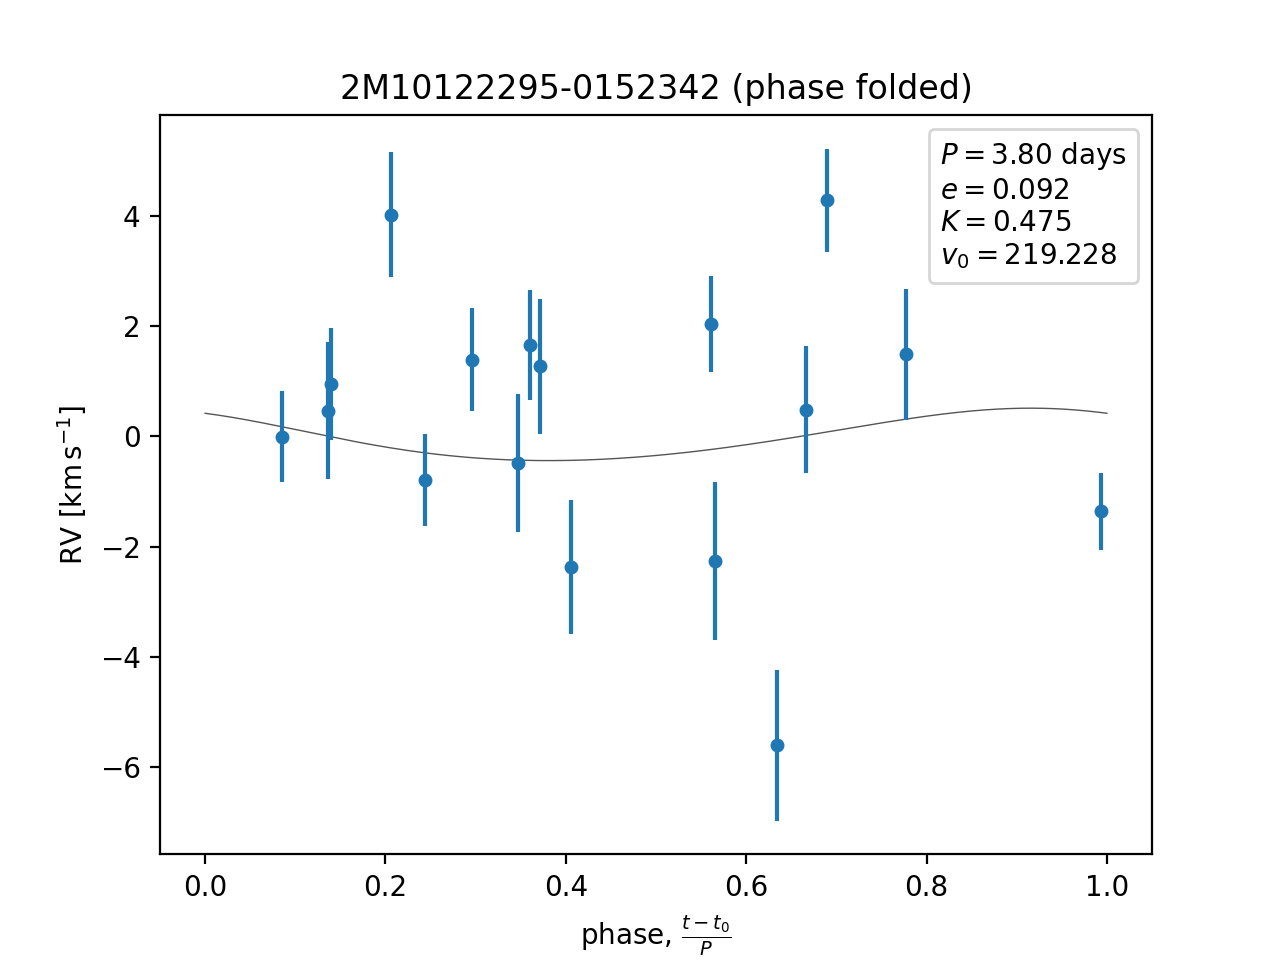 2M10122295-0152342 (phase folded)
P = 3.80 days
e = 0.092
K = 0.475
v₀ = 219.228
4
2
0
−2
−4
−6
RV [km s⁻¹]
0.0 0.2 0.4 0.6 0.8 1.0
phase, (t − t₀)/P